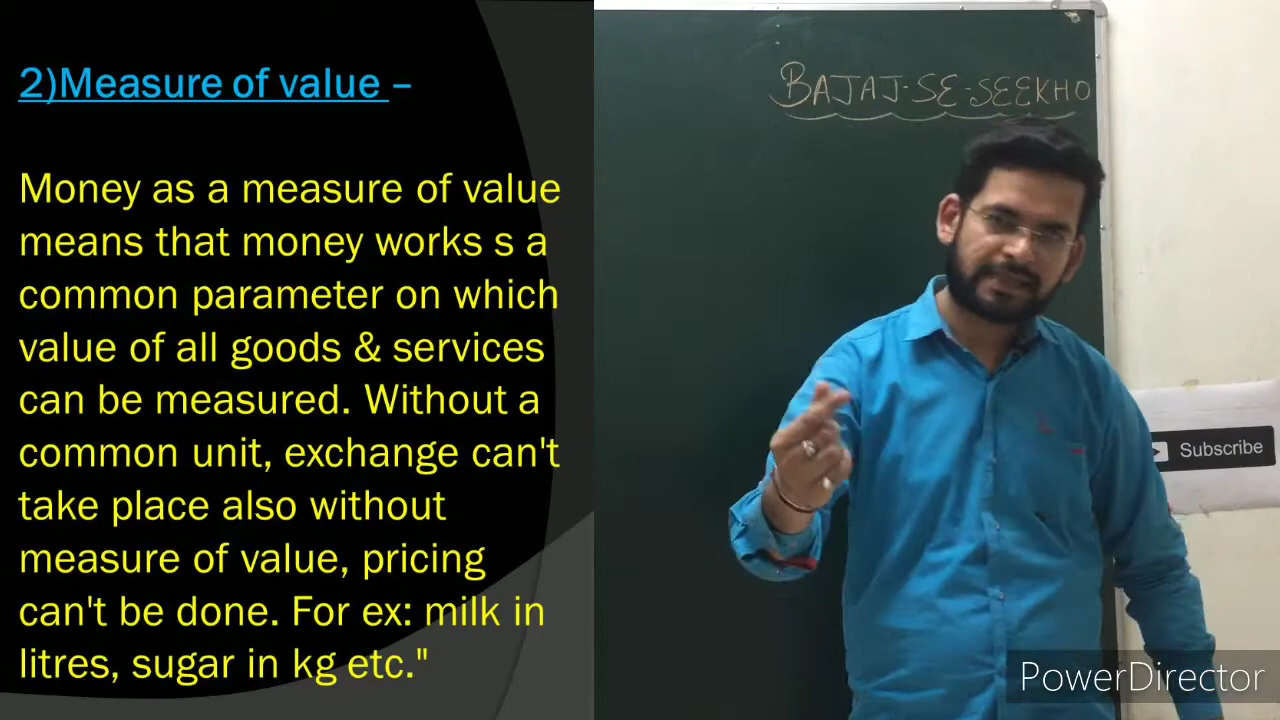 2)Measure of value –
Money as a measure of value
means that money works s a
common parameter on which
value of all goods & services
can be measured. Without a
common unit, exchange can't
take place also without
measure of value, pricing
can't be done. For ex: milk in
litres, sugar in kg etc."
BAJAJ-SE-SEEKHO
Subscribe
PowerDirector